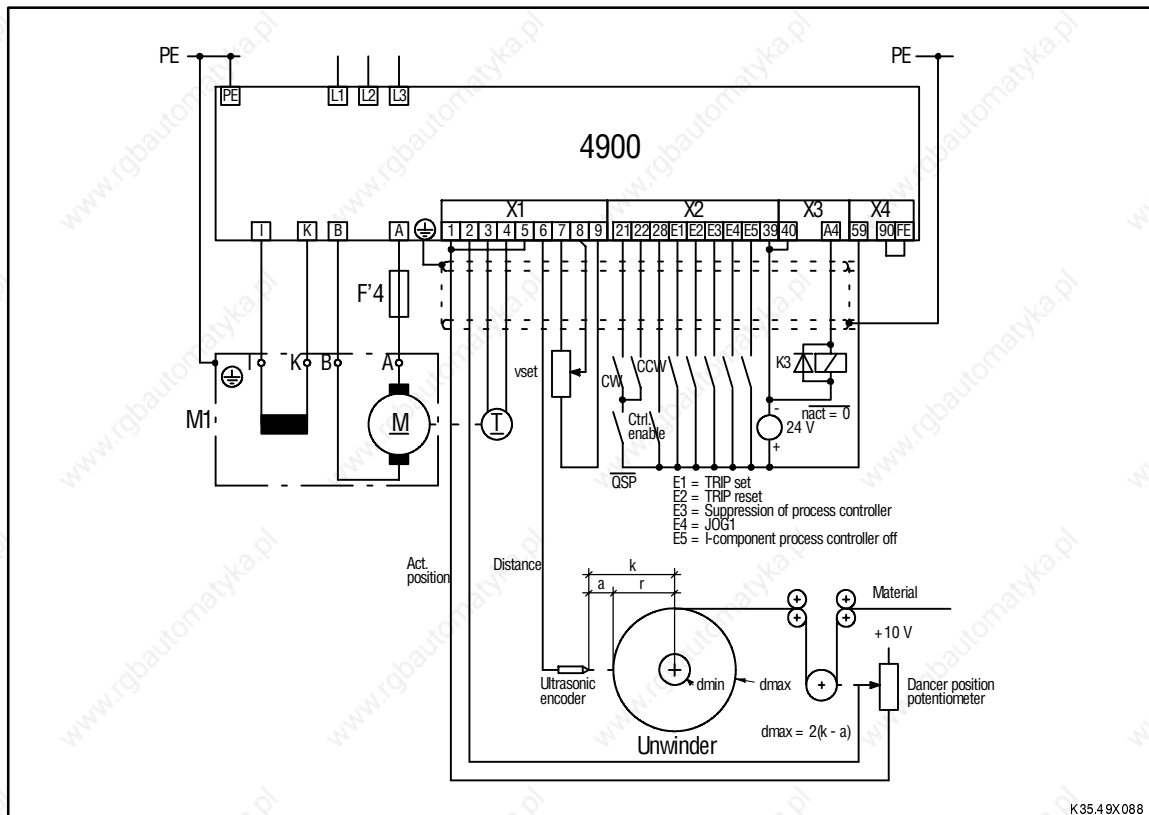 PE
PE
PE L1 L2 L3
4900
X1 X2 X3 X4
I K B A 1 2 3 4 5 6 7 8 9 21 22 28 E1 E2 E3 E4 E5 39 40 A4 59 90 FE
F'4
I K B A
vset
CW CCW
K3
M1
M
T
Ctrl.
enable
24 V
-
+
nact = 0
QSP
E1 = TRIP set
E2 = TRIP reset
E3 = Suppression of process controller
E4 = JOG1
E5 = I-component process controller off
Act.
position
Distance
k
a r
Material
+10 V
Ultrasonic
encoder
dmin
dmax
Dancer position
potentiometer
dmax = 2(k - a)
Unwinder
K35.49X088
www.rgbautomatyka.pl